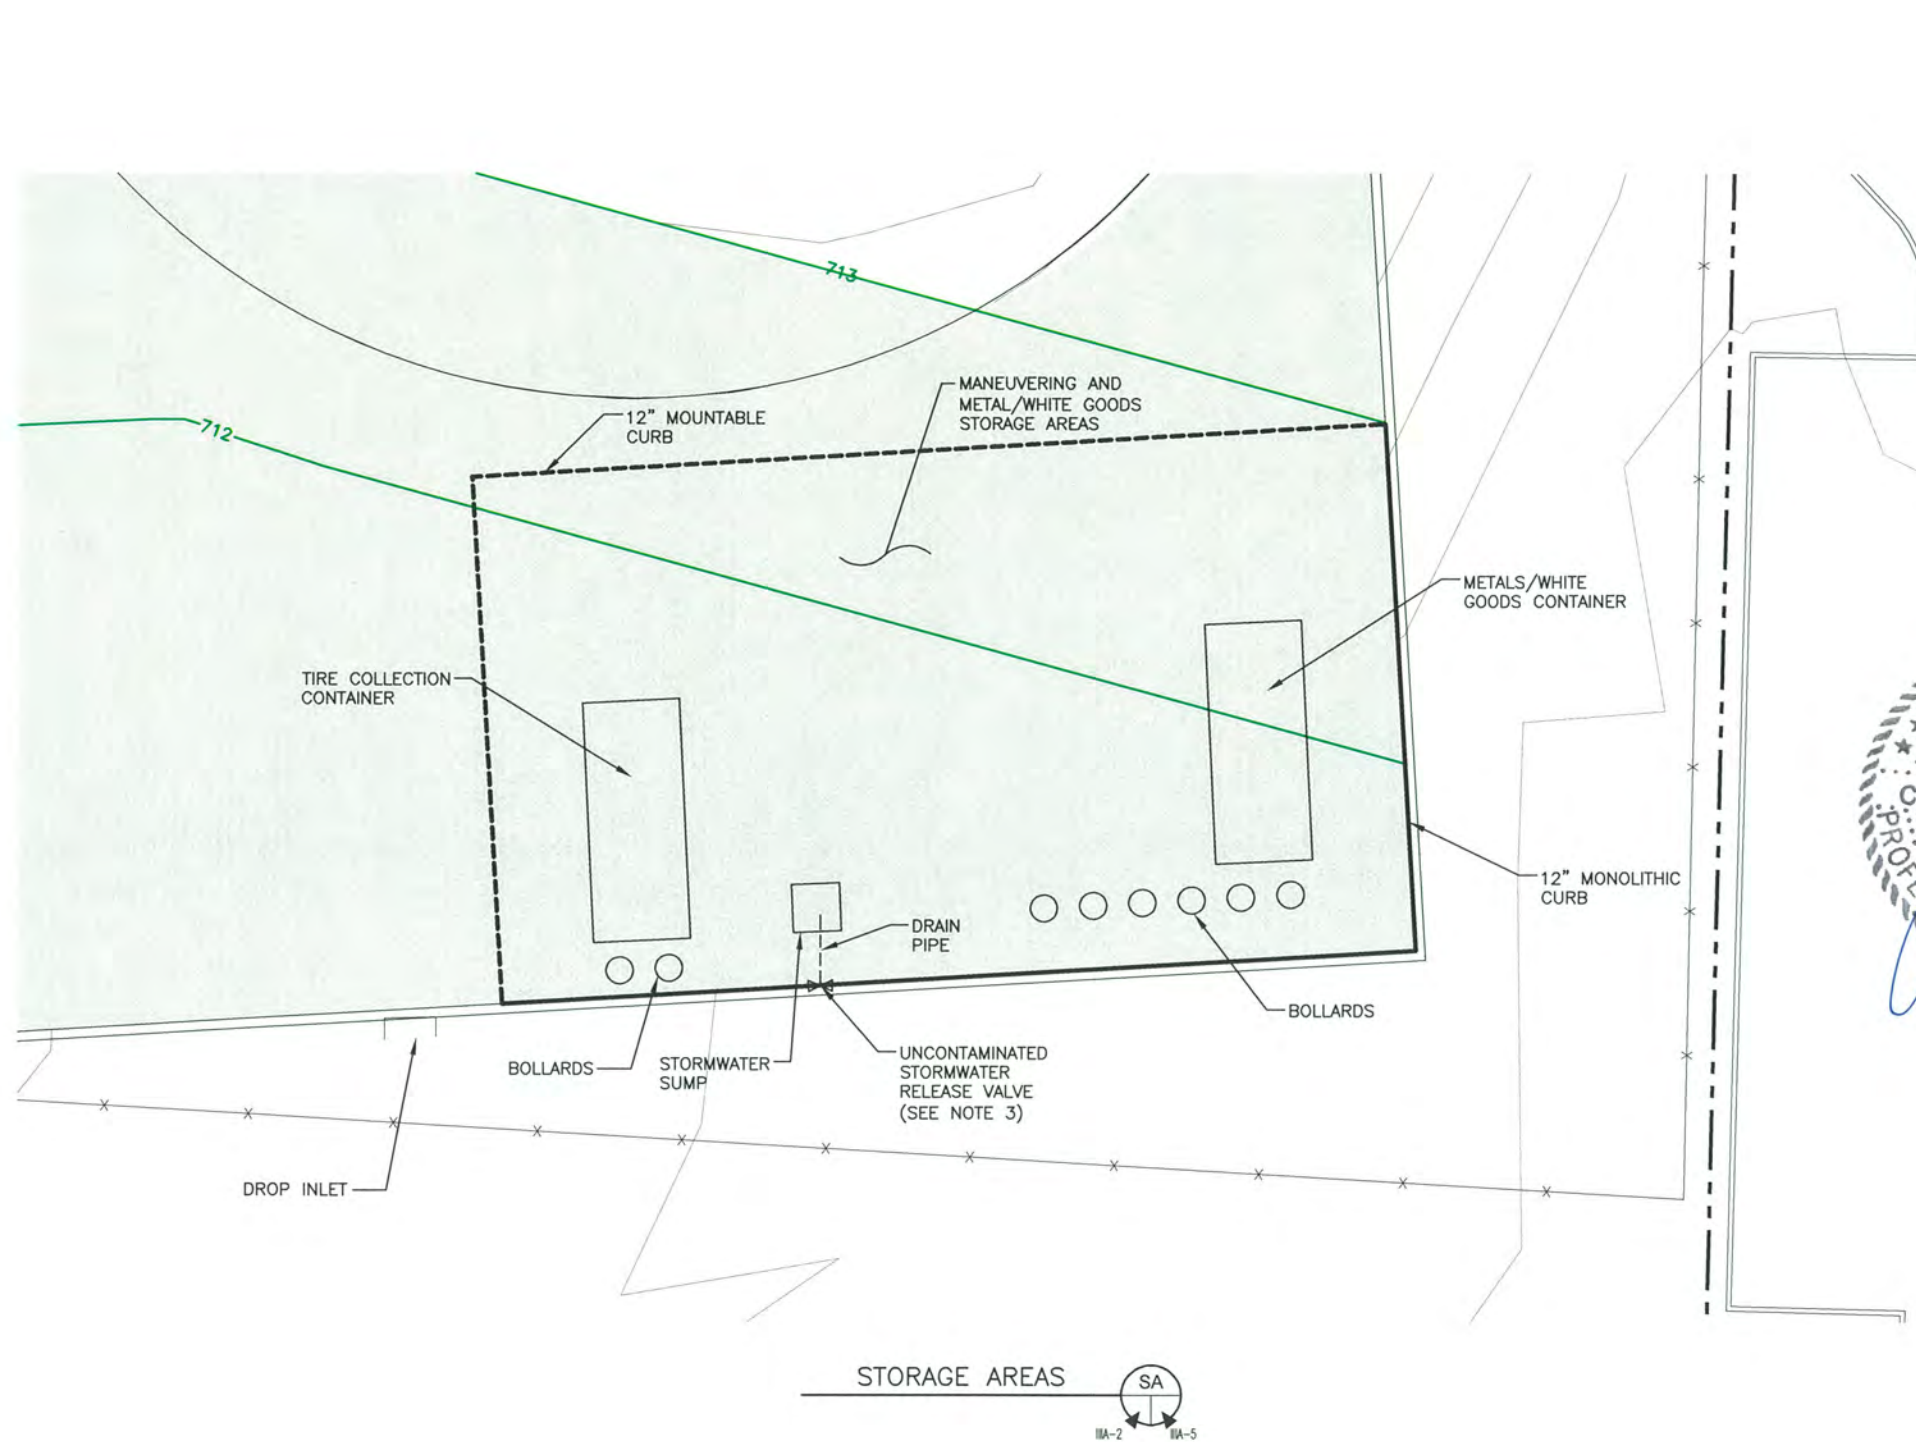 713
MANEUVERING AND
METAL/WHITE GOODS
STORAGE AREAS
12" MOUNTABLE
CURB
712
METALS/WHITE
GOODS CONTAINER
TIRE COLLECTION
CONTAINER
12" MONOLITHIC
CURB
DRAIN
PIPE
BOLLARDS
BOLLARDS
STORMWATER
SUMP
UNCONTAMINATED
STORMWATER
RELEASE VALVE
(SEE NOTE 3)
DROP INLET
STORAGE AREAS
SA
IIIA-2
IIIA-5